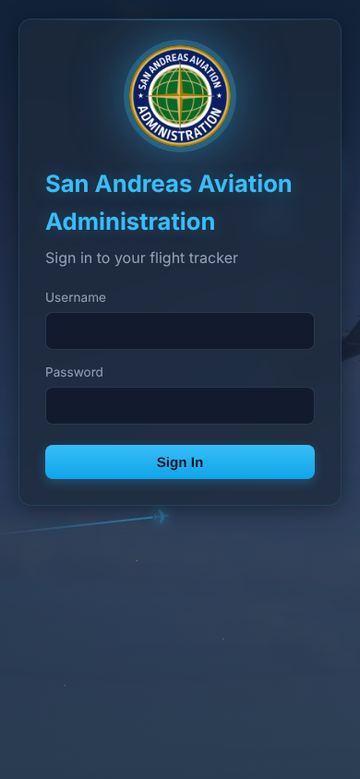 SAN ANDREAS AVIATION
ADMINISTRATION
San Andreas Aviation
Administration
Sign in to your flight tracker
Username
Password
Sign In